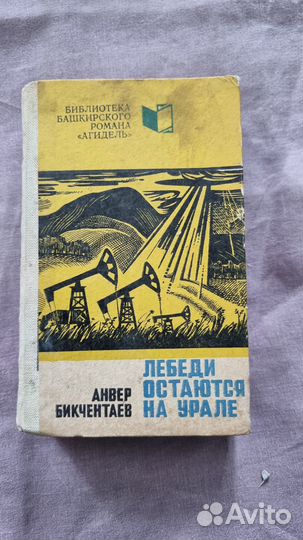 БИБЛИОТЕКА
БАШКИРСКОГО
РОМАНА
«АГИДЕЛЬ»
ЛЕБЕДИ
ОСТАЮТСЯ
НА УРАЛЕ
АНВЕР
БИКЧЕНТАЕВ
Avito